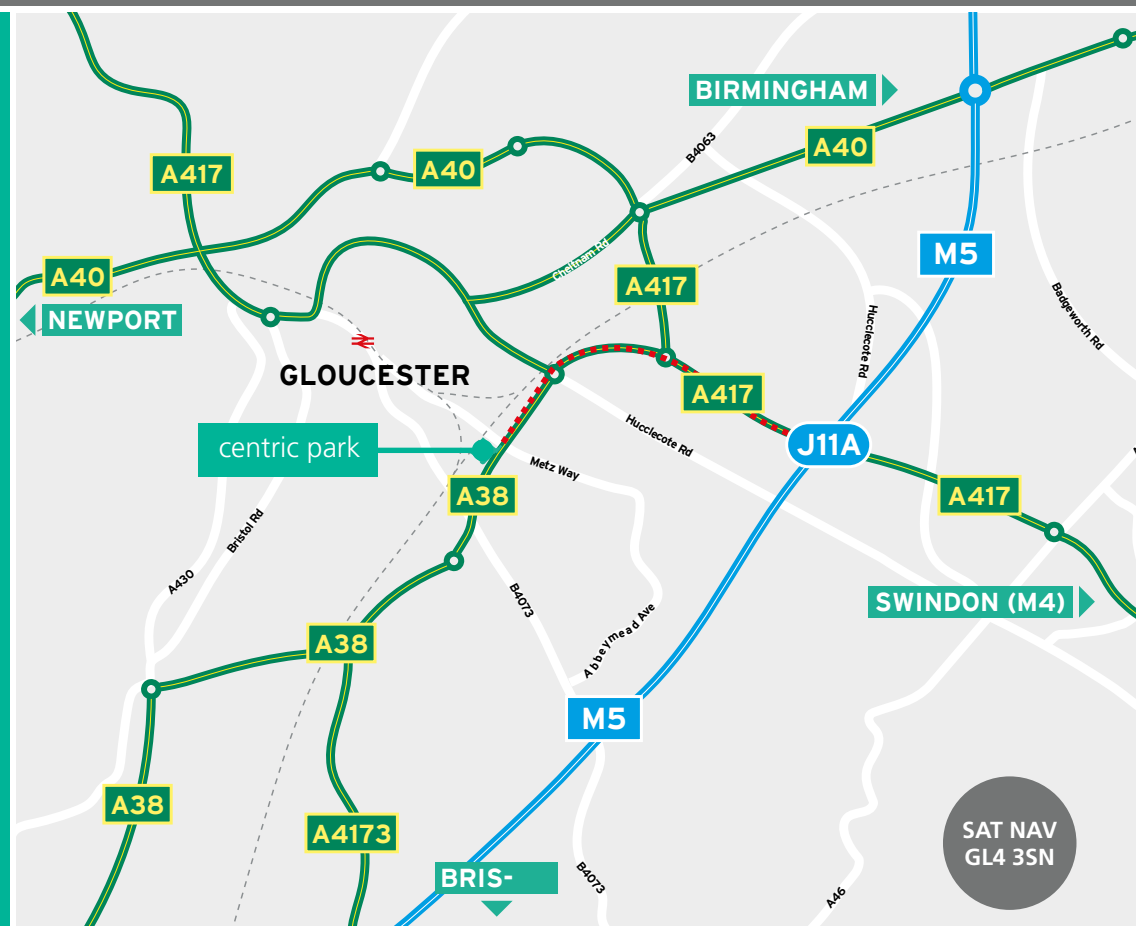 BIRMINGHAM
B4063
A40
A417
A40
M5
Cheltnam Rd
A40
A417
NEWPORT
Badgeworth Rd
Hucclecote Rd
GLOUCESTER
A417
Hucclecote Rd
centric park
J11A
Metz Way
A38
A417
Bristol Rd
A430
B4073
SWINDON (M4)
Abbeymead Ave
A38
M5
A38
A4173
SAT NAV
GL4 3SN
BRIS-
B4073
A46